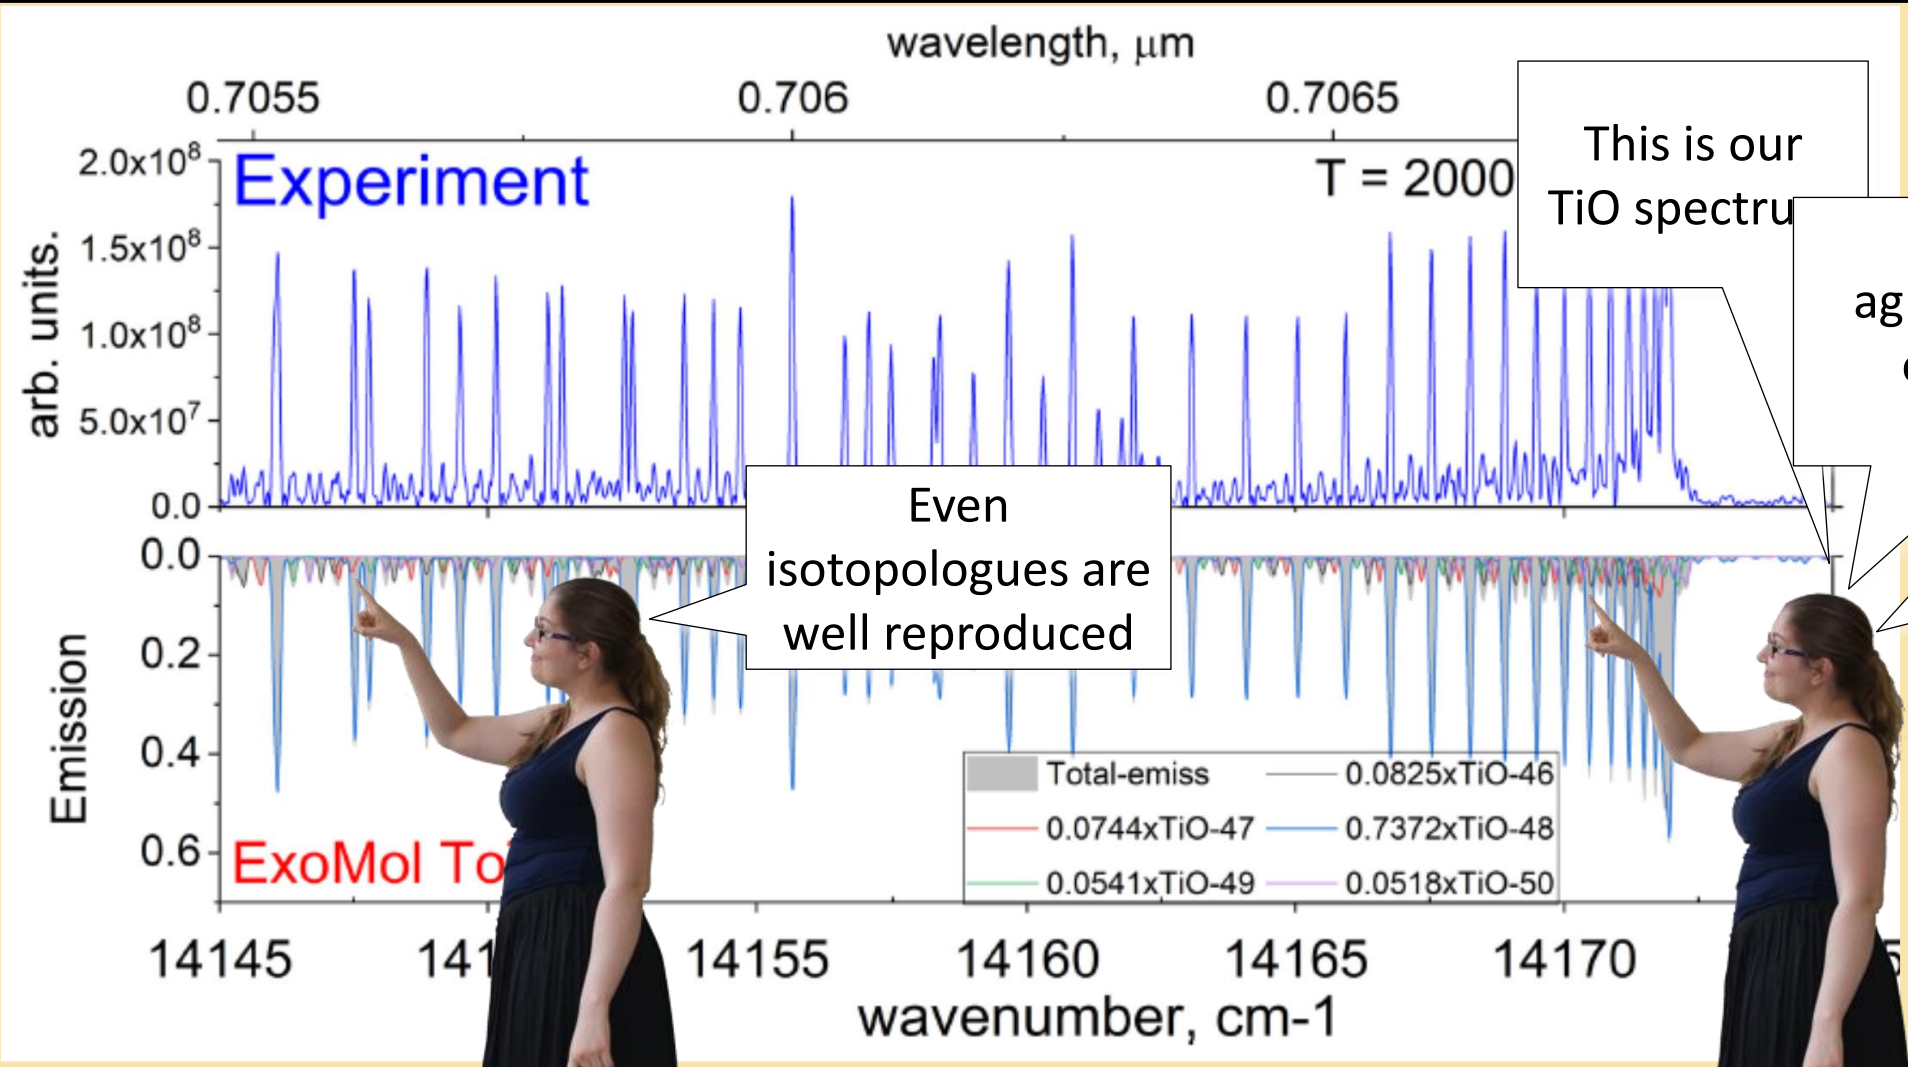 wavelength, μm
0.7055 0.706 0.7065
2.0x10⁸
1.5x10⁸
1.0x10⁸
5.0x10⁷
0.0
arb. units.
Experiment
T = 2000
This is our
TiO spectru
ag
Even
isotopologues are
well reproduced
0.0
0.2
0.4
0.6
Emission
ExoMol To
Total-emiss 0.0825xTiO-46
0.0744xTiO-47 0.7372xTiO-48
0.0541xTiO-49 0.0518xTiO-50
14145 141 14155 14160 14165 14170 5
wavenumber, cm-1